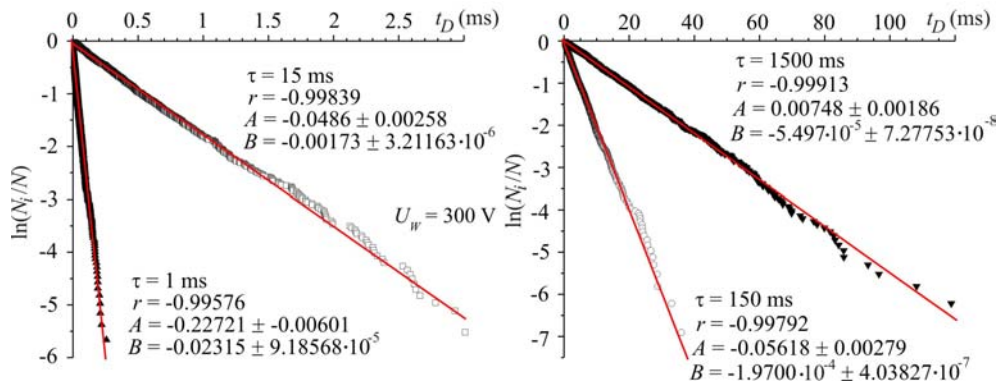 0 0.5 1 1.5 2 2.5 t_D (ms)
0
-1
-2
-3
-4
-5
-6
ln(N_i/N)
τ = 15 ms
r = -0.99839
A = -0.0486 ± 0.00258
B = -0.00173 ± 3.21163·10^-6
U_W = 300 V
τ = 1 ms
r = -0.99576
A = -0.22721 ± -0.00601
B = -0.02315 ± 9.18568·10^-5
0 20 40 60 80 100 t_D (ms)
0
-1
-2
-3
-4
-5
-6
-7
ln(N_i/N)
τ = 1500 ms
r = -0.99913
A = 0.00748 ± 0.00186
B = -5.497·10^-5 ± 7.27753·10^-8
τ = 150 ms
r = -0.99792
A = -0.05618 ± 0.00279
B = -1.9700·10^-4 ± 4.03827·10^-7